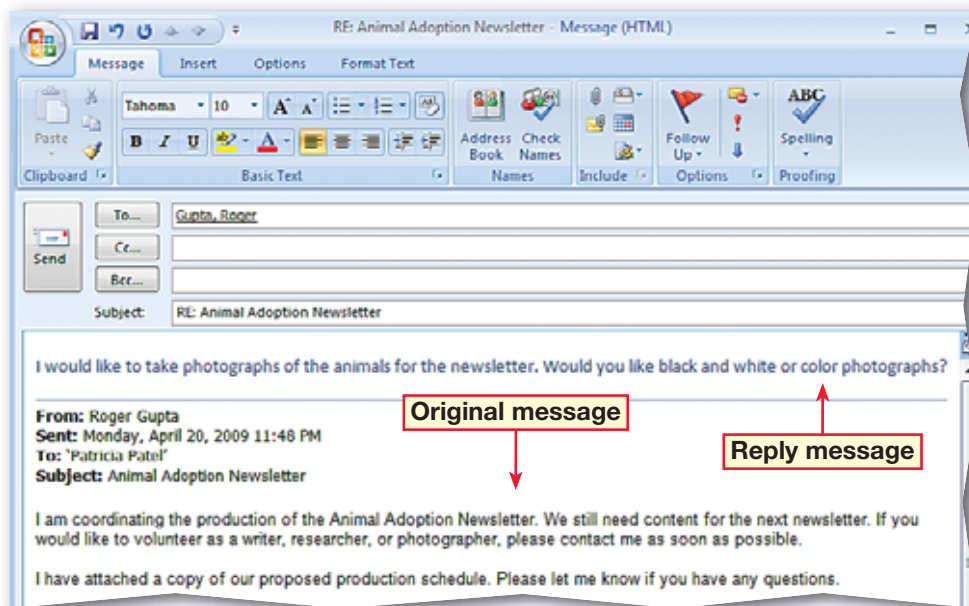 RE: Animal Adoption Newsletter - Message (HTML)
Message Insert Options Format Text
Tahoma 10 A A ABC
Paste B I U A Address Book Check Names Follow Up Spelling
Clipboard Basic Text Names Include Options Proofing
To... Gupta, Roger
Cc...
Send
Bcc...
Subject: RE: Animal Adoption Newsletter
I would like to take photographs of the animals for the newsletter. Would you like black and white or color photographs?
From: Roger Gupta
Original message
Sent: Monday, April 20, 2009 11:48 PM
To: 'Patricia Patel'
Reply message
Subject: Animal Adoption Newsletter
I am coordinating the production of the Animal Adoption Newsletter. We still need content for the next newsletter. If you
would like to volunteer as a writer, researcher, or photographer, please contact me as soon as possible.
I have attached a copy of our proposed production schedule. Please let me know if you have any questions.